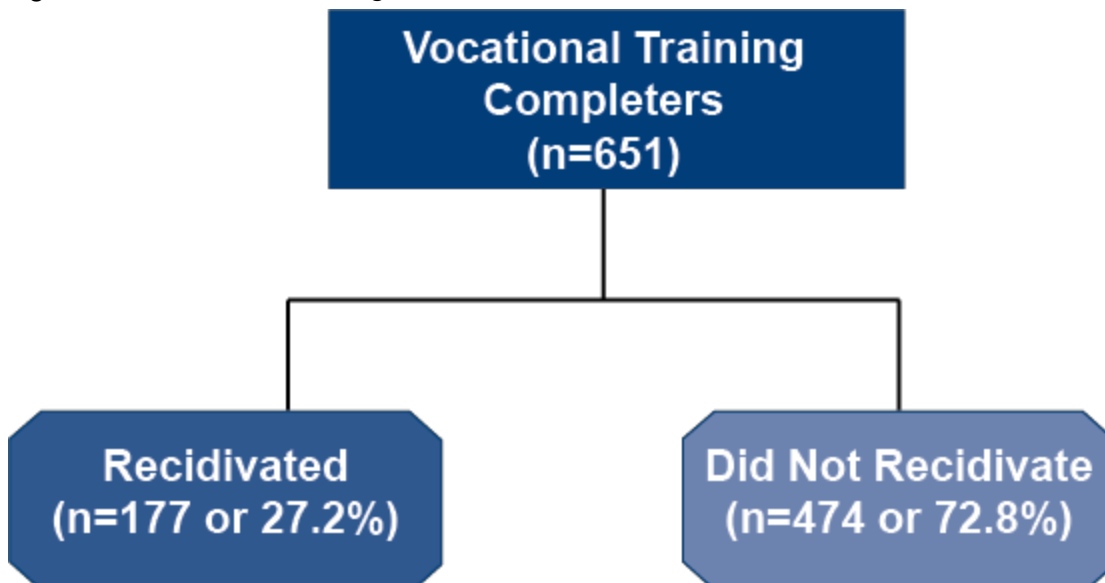 Vocational Training
Completers
(n=651)
Recidivated
(n=177 or 27.2%)
Did Not Recidivate
(n=474 or 72.8%)